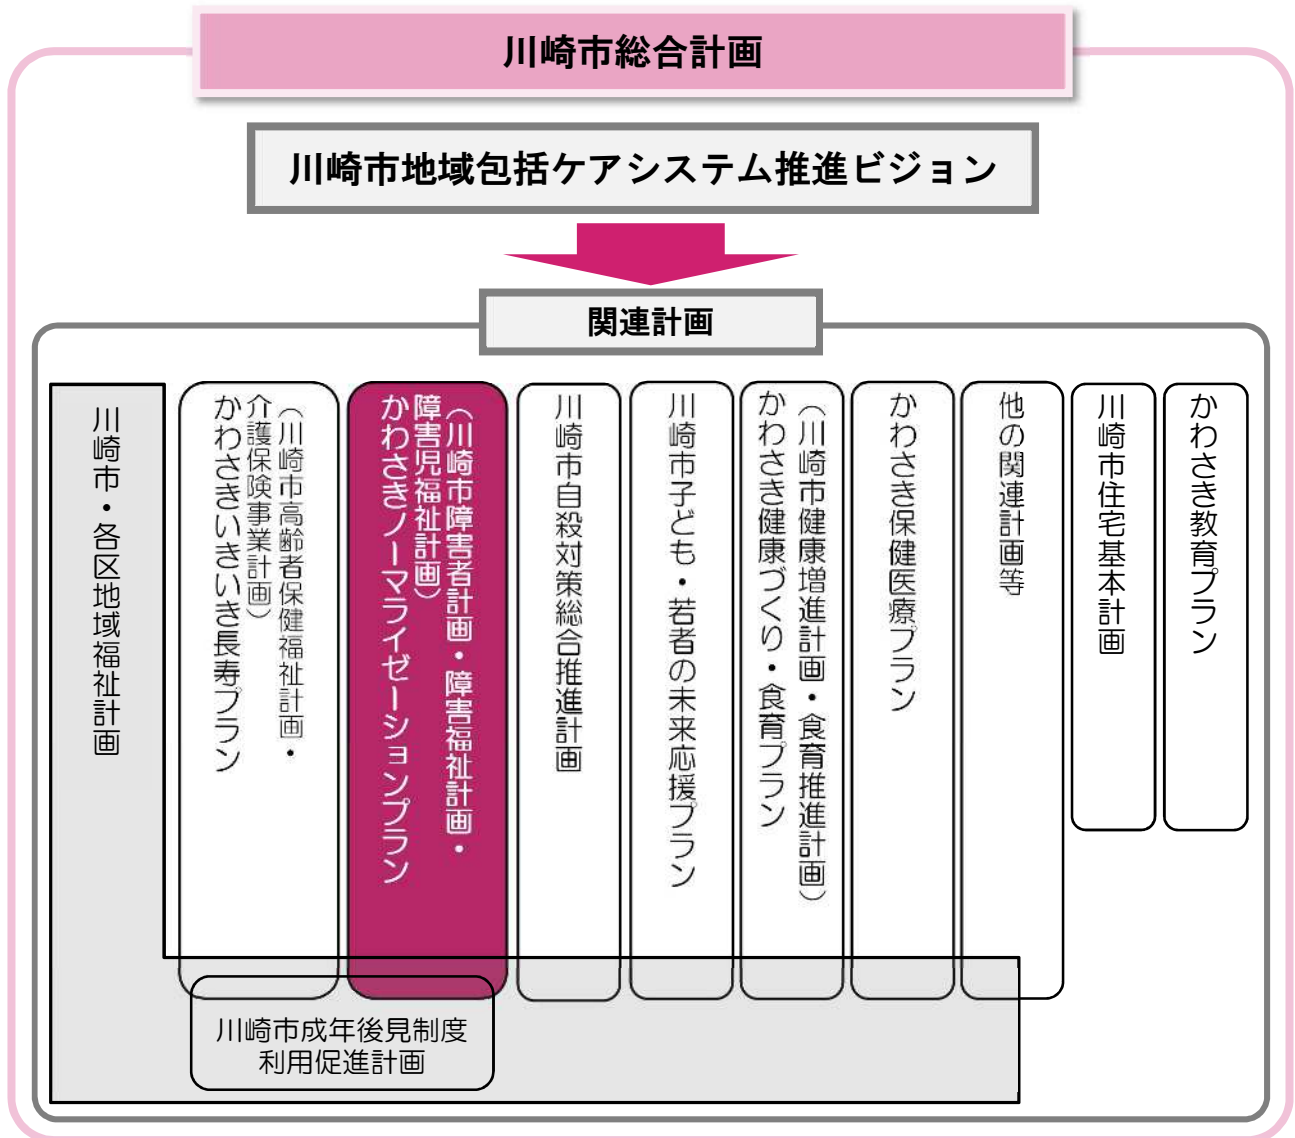 川崎市総合計画
川崎市地域包括ケアシステム推進ビジョン
関連計画
川崎市・各区地域福祉計画
かわさきいきいき長寿プラン
（川崎市高齢者保健福祉計画・
介護保険事業計画）
かわさきノーマライゼーションプラン
（川崎市障害者計画・障害福祉計画・
障害児福祉計画）
川崎市自殺対策総合推進計画
川崎市子ども・若者の未来応援プラン
かわさき健康づくり・食育プラン
（川崎市健康増進計画・食育推進計画）
かわさき保健医療プラン
他の関連計画等
川崎市住宅基本計画
かわさき教育プラン
川崎市成年後見制度
利用促進計画